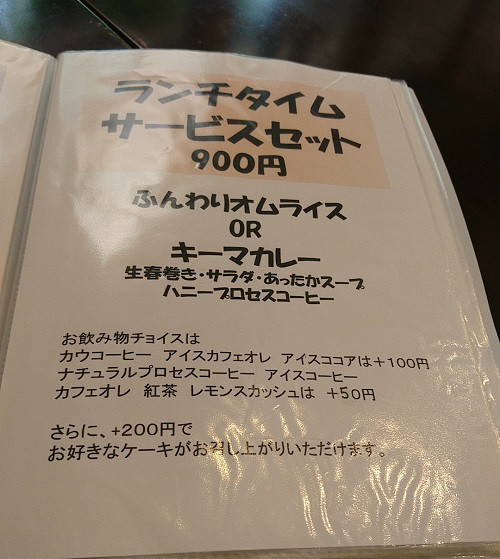 ランチタイム
サービスセット
900円
ふんわりオムライス
OR
キーマカレー
生春巻き・サラダ・あったかスープ
ハニープロセスコーヒー
お飲み物チョイスは
カウコーヒー アイスカフェオレ アイスココアは＋100円
ナチュラルプロセスコーヒー アイスコーヒー
カフェオレ 紅茶 レモンスカッシュは ＋50円
さらに、+200円で
お好きなケーキがお召し上がりいただけます。